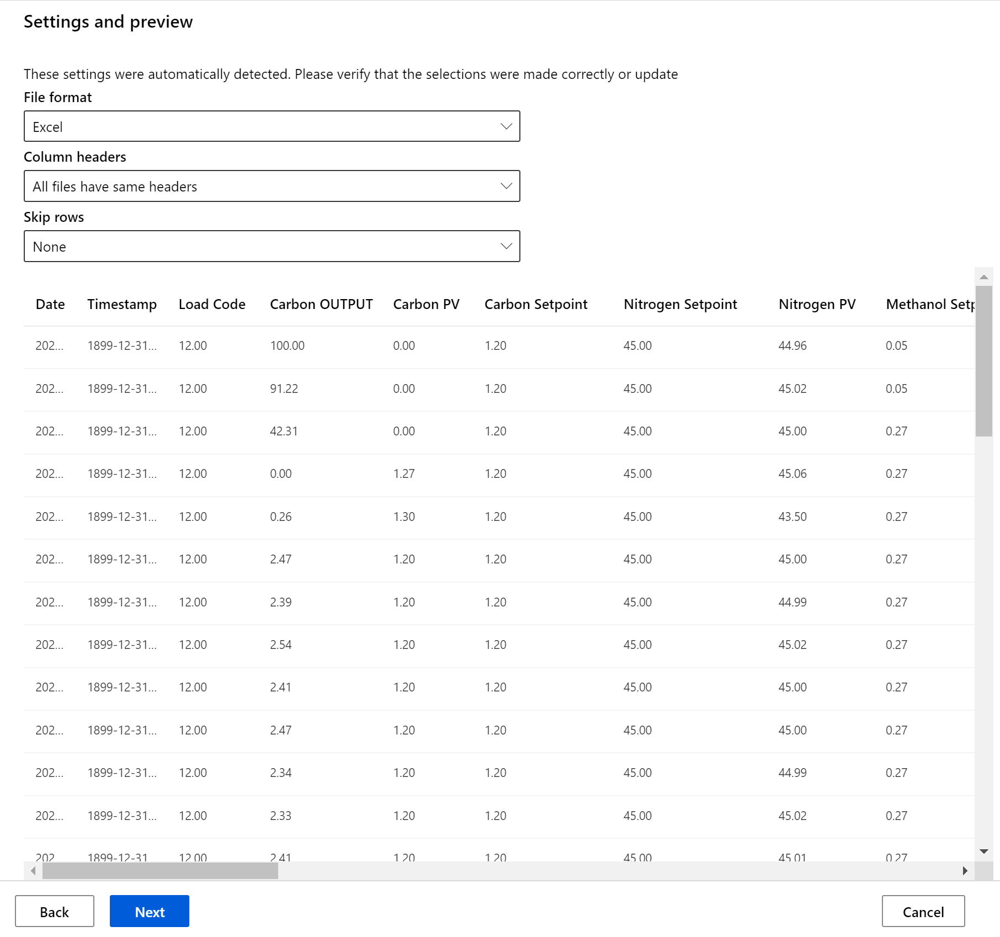 Settings and preview
These settings were automatically detected. Please verify that the selections were made correctly or update
File format
Excel
Column headers
All files have same headers
Skip rows
None
Date Timestamp Load Code Carbon OUTPUT Carbon PV Carbon Setpoint Nitrogen Setpoint Nitrogen PV Methanol Setp
202... 1899-12-31... 12.00 100.00 0.00 1.20 45.00 44.96 0.05
202... 1899-12-31... 12.00 91.22 0.00 1.20 45.00 45.02 0.05
202... 1899-12-31... 12.00 42.31 0.00 1.20 45.00 45.00 0.27
202... 1899-12-31... 12.00 0.00 1.27 1.20 45.00 45.06 0.27
202... 1899-12-31... 12.00 0.26 1.30 1.20 45.00 43.50 0.27
202... 1899-12-31... 12.00 2.47 1.20 1.20 45.00 45.00 0.27
202... 1899-12-31... 12.00 2.39 1.20 1.20 45.00 44.99 0.27
202... 1899-12-31... 12.00 2.54 1.20 1.20 45.00 45.02 0.27
202... 1899-12-31... 12.00 2.41 1.20 1.20 45.00 45.00 0.27
202... 1899-12-31... 12.00 2.47 1.20 1.20 45.00 45.00 0.27
202... 1899-12-31... 12.00 2.34 1.20 1.20 45.00 44.99 0.27
202... 1899-12-31... 12.00 2.33 1.20 1.20 45.00 45.02 0.27
202 1899-12-31 12.00 2.41 1.20 1.20 45.00 45.01 0.27
Back Next Cancel